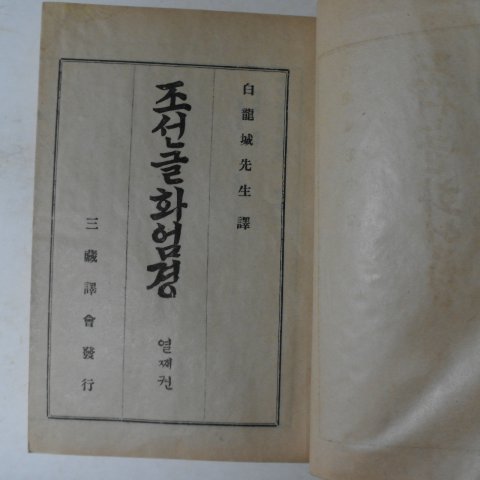 白龍城先生 譯
조선글화엄경
열재권
三藏譯會發行